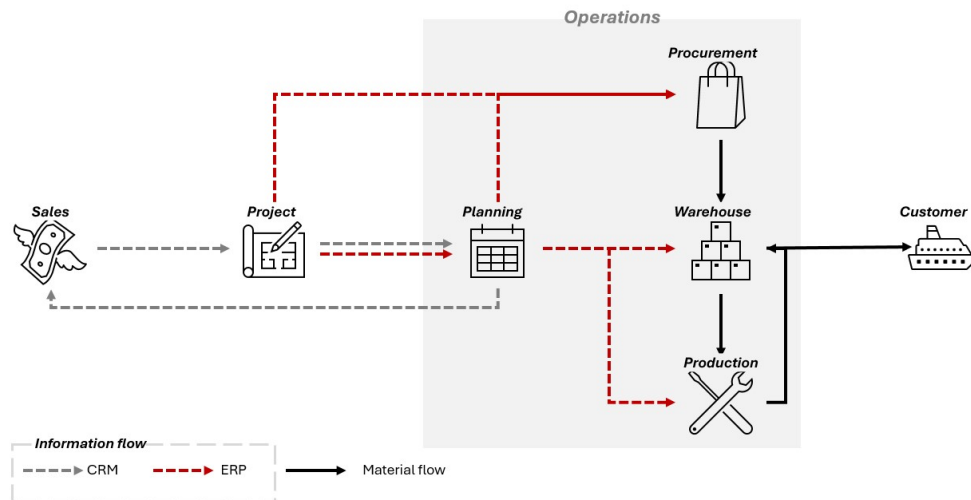 Operations
Procurement
Sales
Project
Planning
Warehouse
Customer
Production
Information flow
CRM
ERP
Material flow